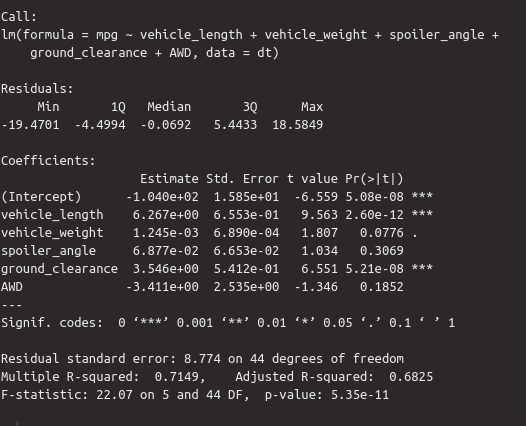 Call:
lm(formula = mpg ~ vehicle_length + vehicle_weight + spoiler_angle +
    ground_clearance + AWD, data = dt)

Residuals:
     Min       1Q   Median       3Q      Max
-19.4701  -4.4994  -0.0692   5.4433  18.5849

Coefficients:
                   Estimate Std. Error t value Pr(>|t|)
(Intercept)      -1.040e+02  1.585e+01  -6.559 5.08e-08 ***
vehicle_length    6.267e+00  6.553e-01   9.563 2.60e-12 ***
vehicle_weight    1.245e-03  6.890e-04   1.807   0.0776 .
spoiler_angle     6.877e-02  6.653e-02   1.034   0.3069
ground_clearance  3.546e+00  5.412e-01   6.551 5.21e-08 ***
AWD              -3.411e+00  2.535e+00  -1.346   0.1852
---
Signif. codes:  0 ‘***’ 0.001 ‘**’ 0.01 ‘*’ 0.05 ‘.’ 0.1 ‘ ’ 1

Residual standard error: 8.774 on 44 degrees of freedom
Multiple R-squared:  0.7149,    Adjusted R-squared:  0.6825
F-statistic: 22.07 on 5 and 44 DF,  p-value: 5.35e-11